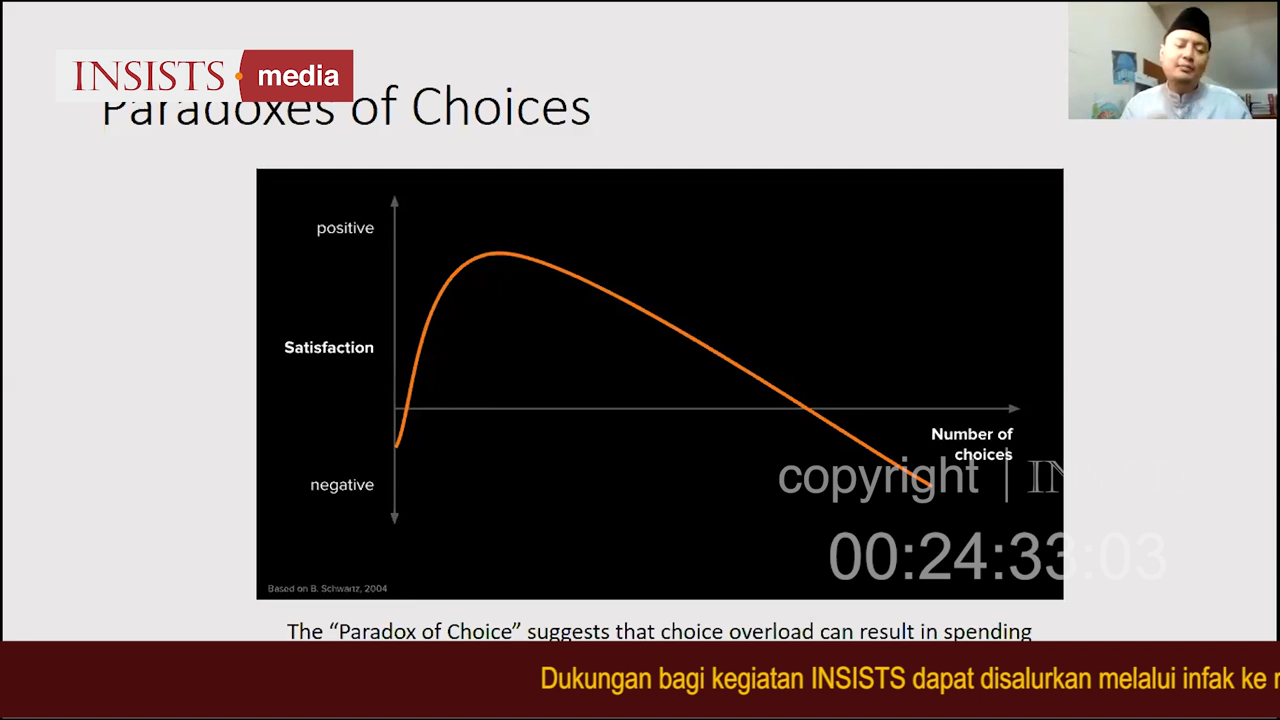 INSISTS media
Paradoxes of Choices
positive
Satisfaction
negative
Number of
choices
copyright |
00:24:33:03
Based on B. Schwartz, 2004
The “Paradox of Choice” suggests that choice overload can result in spending
Dukungan bagi kegiatan INSISTS dapat disalurkan melalui infak ke